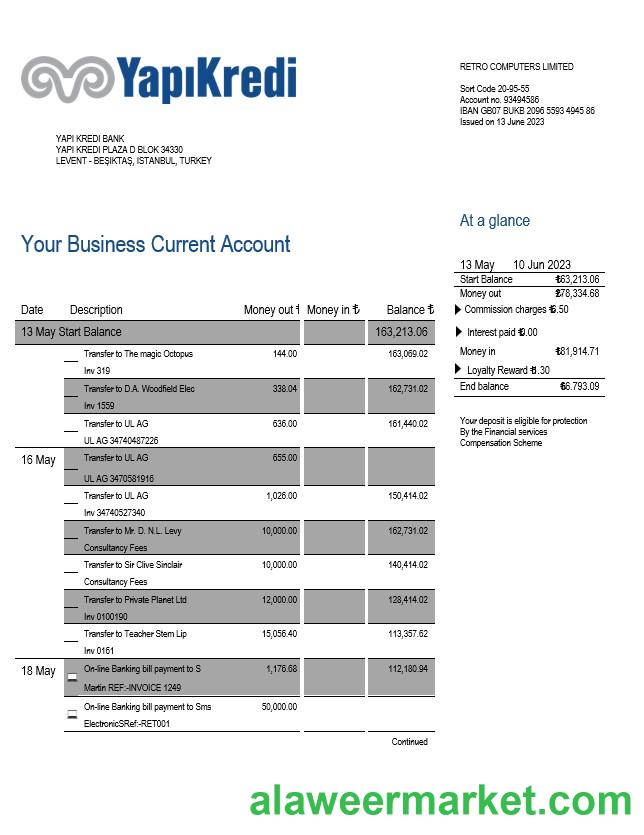 YapıKredi
RETRO COMPUTERS LIMITED
Sort Code 20-95-55
Account no. 93494586
IBAN GB07 BUKB 2096 5593 4945 86
Issued on 13 June 2023
YAPI KREDI BANK
YAPI KREDI PLAZA D BLOK 34330
LEVENT - BEŞIKTAŞ, ISTANBUL, TURKEY
At a glance
Your Business Current Account
13 May 10 Jun 2023
Start Balance ₺63,213.06
Money out ₺78,334.68
Commission charges ₺6.50
Interest paid ₺0.00
Money in ₺81,914.71
Loyalty Reward ₺1.30
End balance ₺66.793.09
Your deposit is eligible for protection
By the Financial services
Compensation Scheme
Date Description Money out ₺ Money in ₺ Balance ₺
13 May Start Balance 163,213.06
Transfer to The magic Octopus 144.00 163,069.02
Inv 319
Transfer to D.A. Woodfield Elec 338.04 162,731.02
Inv 1559
Transfer to UL AG 636.00 161,440.02
UL AG 34740487226
16 May Transfer to UL AG 655.00
UL AG 3470581916
Transfer to UL AG 1,026.00 150,414.02
Inv 34740527340
Transfer to Mr. D. N.L. Levy 10,000.00 162,731.02
Consultancy Fees
Transfer to Sir Clive Sinclair 10,000.00 140,414.02
Consultancy Fees
Transfer to Private Planet Ltd 12,000.00 128,414.02
Inv 0100190
Transfer to Teacher Stem Lip 15,056.40 113,357.62
Inv 0161
18 May On-line Banking bill payment to S 1,176.68 112,180.94
Martin REF:-INVOICE 1249
On-line Banking bill payment to Sms 50,000.00
ElectronicSRef:-RET001
Continued
alaweermarket.com